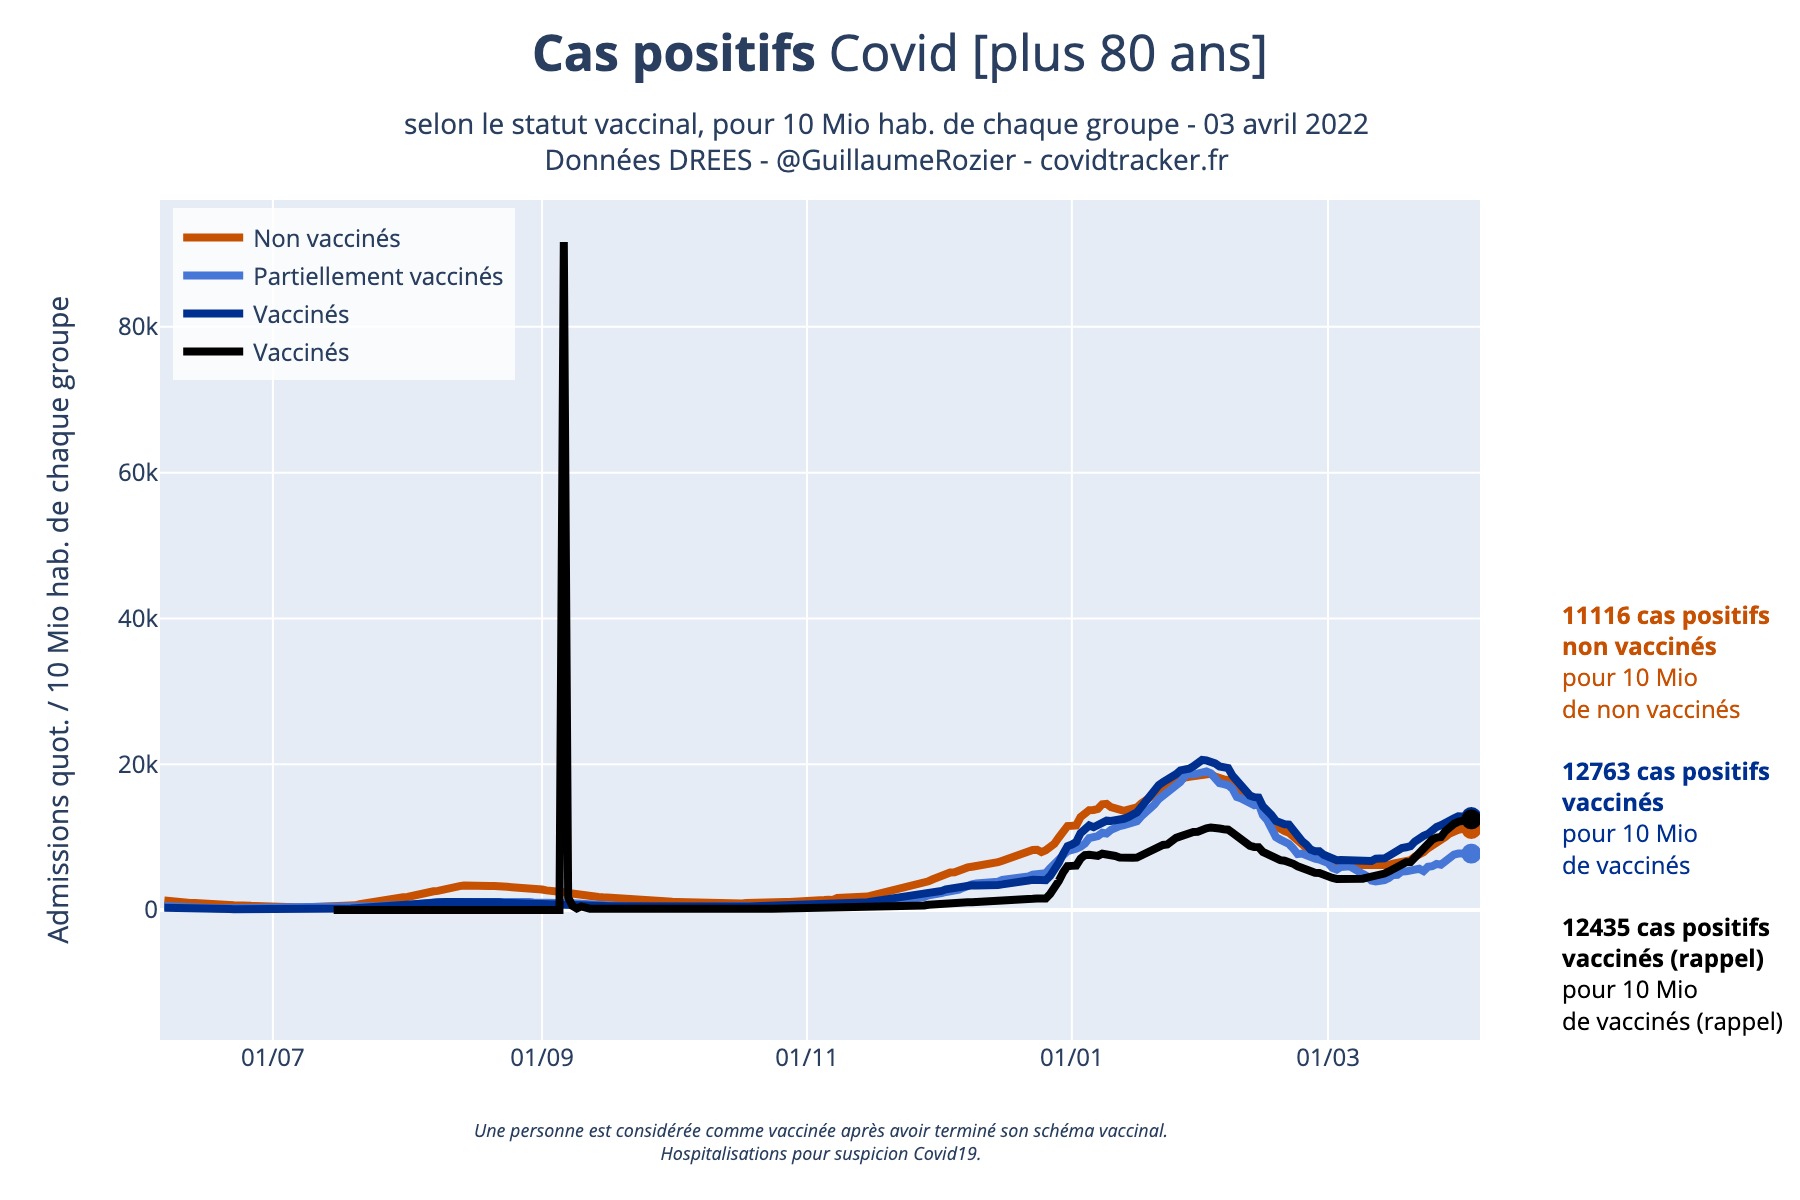 Cas positifs Covid [plus 80 ans]
selon le statut vaccinal, pour 10 Mio hab. de chaque groupe - 03 avril 2022
Données DREES - @GuillaumeRozier - covidtracker.fr
Non vaccinés
Partiellement vaccinés
Vaccinés
Vaccinés
Admissions quot. / 10 Mio hab. de chaque groupe
80k
60k
40k
20k
0
01/07
01/09
01/11
01/01
01/03
11116 cas positifs
non vaccinés
pour 10 Mio
de non vaccinés
12763 cas positifs
vaccinés
pour 10 Mio
de vaccinés
12435 cas positifs
vaccinés (rappel)
pour 10 Mio
de vaccinés (rappel)
Une personne est considérée comme vaccinée après avoir terminé son schéma vaccinal.
Hospitalisations pour suspicion Covid19.